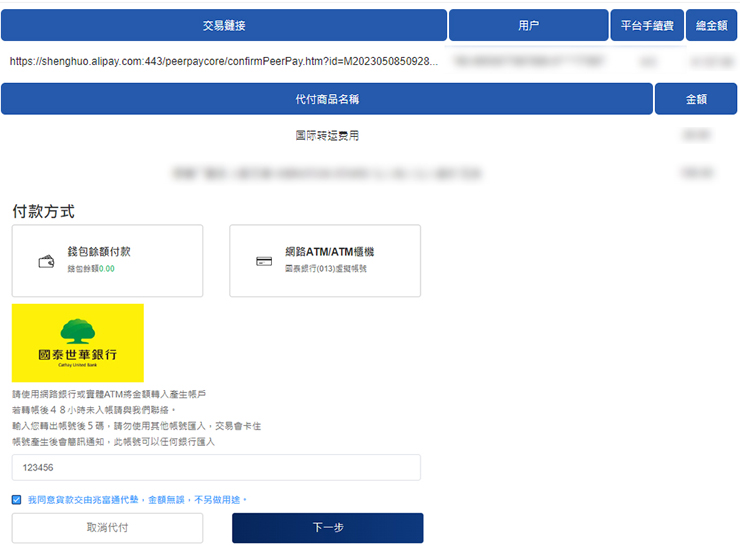 交易鏈接 用户 平台手續費 總金額
https://shenghuo.alipay.com:443/peerpaycore/confirmPeerPay.htm?id=M2023050850928...
代付商品名稱 金額
国际转运费用
付款方式
錢包餘額付款
錢包餘額0.00
網路ATM/ATM櫃機
國泰銀行(013)虛擬帳號
國泰世華銀行
Cathay United Bank
請使用網路銀行或實體ATM將金額轉入產生帳戶
若轉帳後４８小時未入帳請與我們聯絡。
輸入您轉出帳號後５碼，請勿使用其他帳號匯入，交易會卡住
帳號產生後會簡訊通知，此帳號可以任何銀行匯入
123456
我同意貨款交由兆富通代墊，金額無誤，不另做用途。
取消代付
下一步